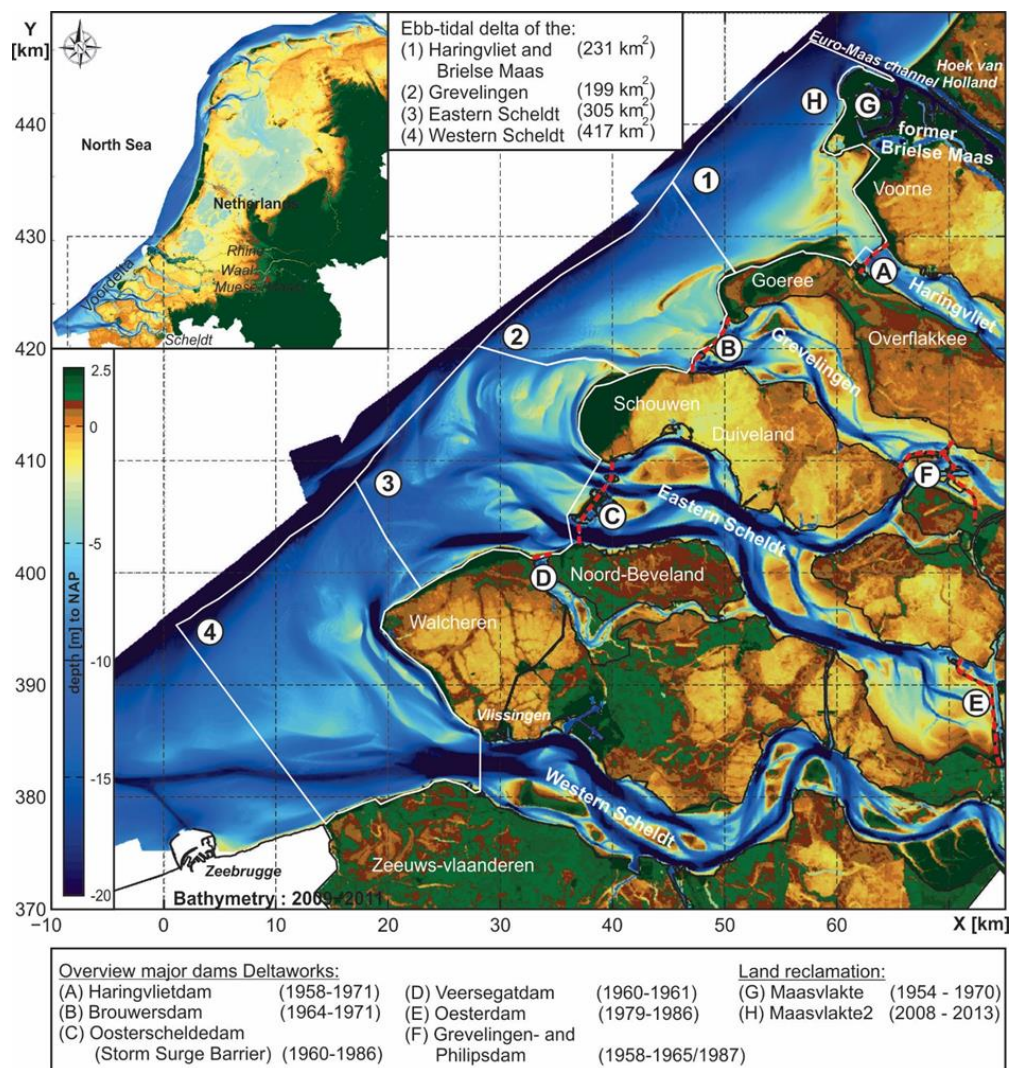 Y
[km]
North Sea
Netherlands
Rhine
Waal
Voordelta
Scheldt
Ebb-tidal delta of the:
(1) Haringvliet and (231 km²)
Brielse Maas
(2) Grevelingen (199 km²)
(3) Eastern Scheldt (305 km²)
(4) Western Scheldt (417 km²)
Euro-Maas channel
Hoek van
Holland
H
G
former
Brielse Maas
440
1
Voorne
430
A
Goeree
Haringvliet
2
420
B
Overflakkee
Grevelingen
2.5
Schouwen
0
Duiveland
410
F
3
C
Eastern Scheldt
-5
400
D
Noord-Beveland
depth [m] to NAP
Walcheren
4
-10
390
E
Vlissingen
-15
380
Western Scheldt
Zeeuws-vlaanderen
Zeebrugge
-20
Bathymetry : 2009-2011
370
-10 0 10 20 30 40 50 60 X [km]
Overview major dams Deltaworks:
(A) Haringvlietdam (1958-1971)
(B) Brouwersdam (1964-1971)
(C) Oosterscheldedam
(Storm Surge Barrier) (1960-1986)
(D) Veersegatdam (1960-1961)
(E) Oesterdam (1979-1986)
(F) Grevelingen- and
Philipsdam (1958-1965/1987)
Land reclamation:
(G) Maasvlakte (1954 - 1970)
(H) Maasvlakte2 (2008 - 2013)